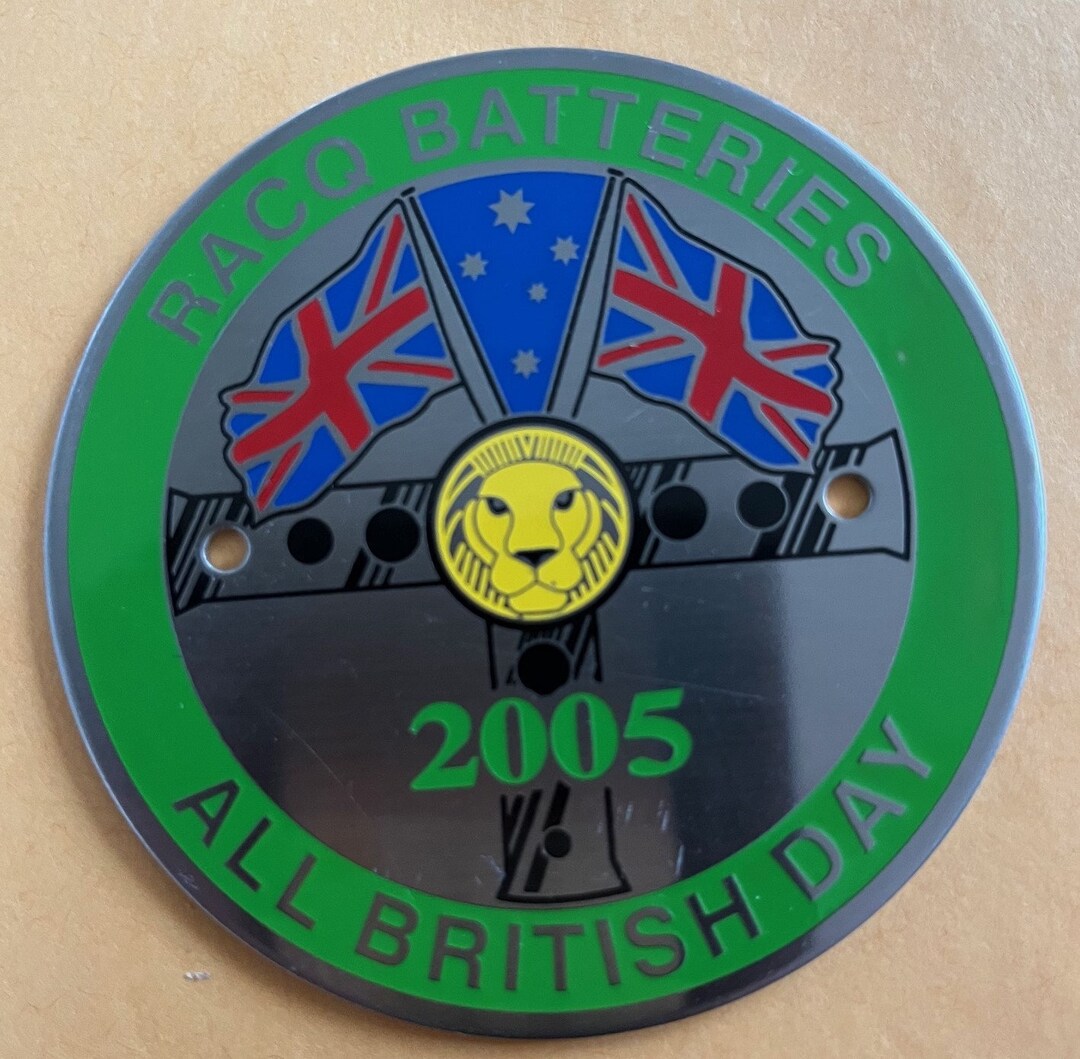 RACQ BATTERIES
2005
ALL BRITISH DAY